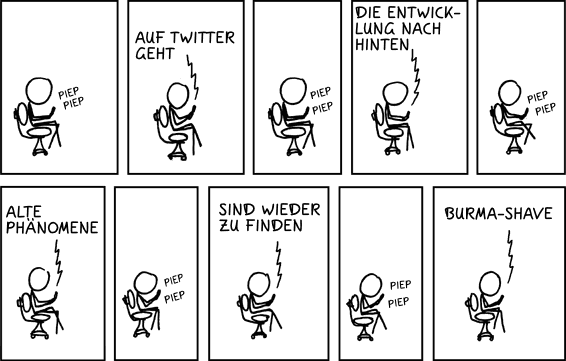 PIEP
PIEP
AUF TWITTER
GEHT
PIEP
PIEP
DIE ENTWICK-
LUNG NACH
HINTEN
PIEP
PIEP
ALTE
PHÄNOMENE
PIEP
PIEP
SIND WIEDER
ZU FINDEN
PIEP
PIEP
BURMA-SHAVE